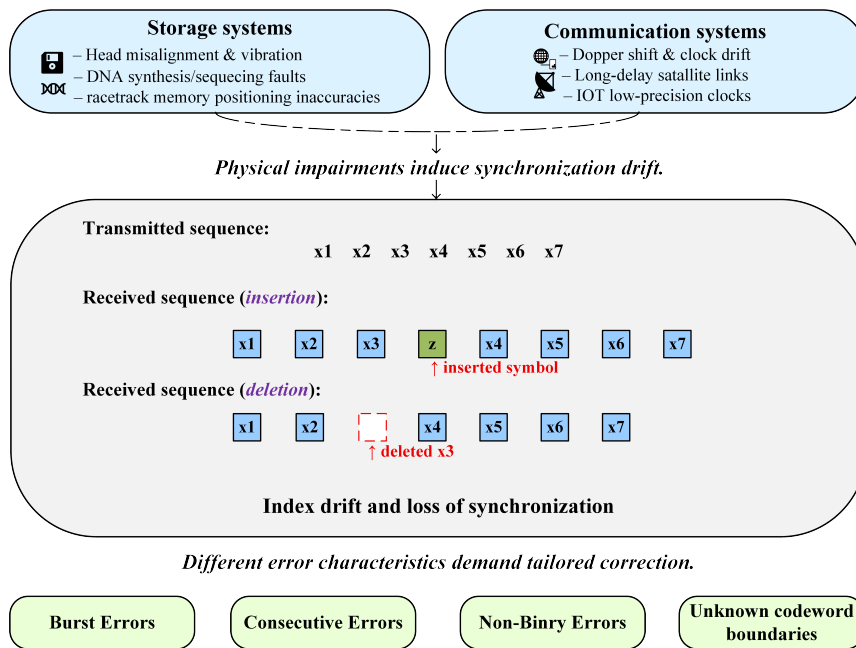 Storage systems
– Head misalignment & vibration
– DNA synthesis/sequecing faults
– racetrack memory positioning inaccuracies
Communication systems
– Dopper shift & clock drift
– Long-delay satallite links
– IOT low-precision clocks
Physical impairments induce synchronization drift.
Transmitted sequence:
x1 x2 x3 x4 x5 x6 x7
Received sequence (insertion):
x1 x2 x3 z x4 x5 x6 x7
↑ inserted symbol
Received sequence (deletion):
x1 x2 x4 x5 x6 x7
↑ deleted x3
Index drift and loss of synchronization
Different error characteristics demand tailored correction.
Burst Errors
Consecutive Errors
Non-Binry Errors
Unknown codeword
boundaries